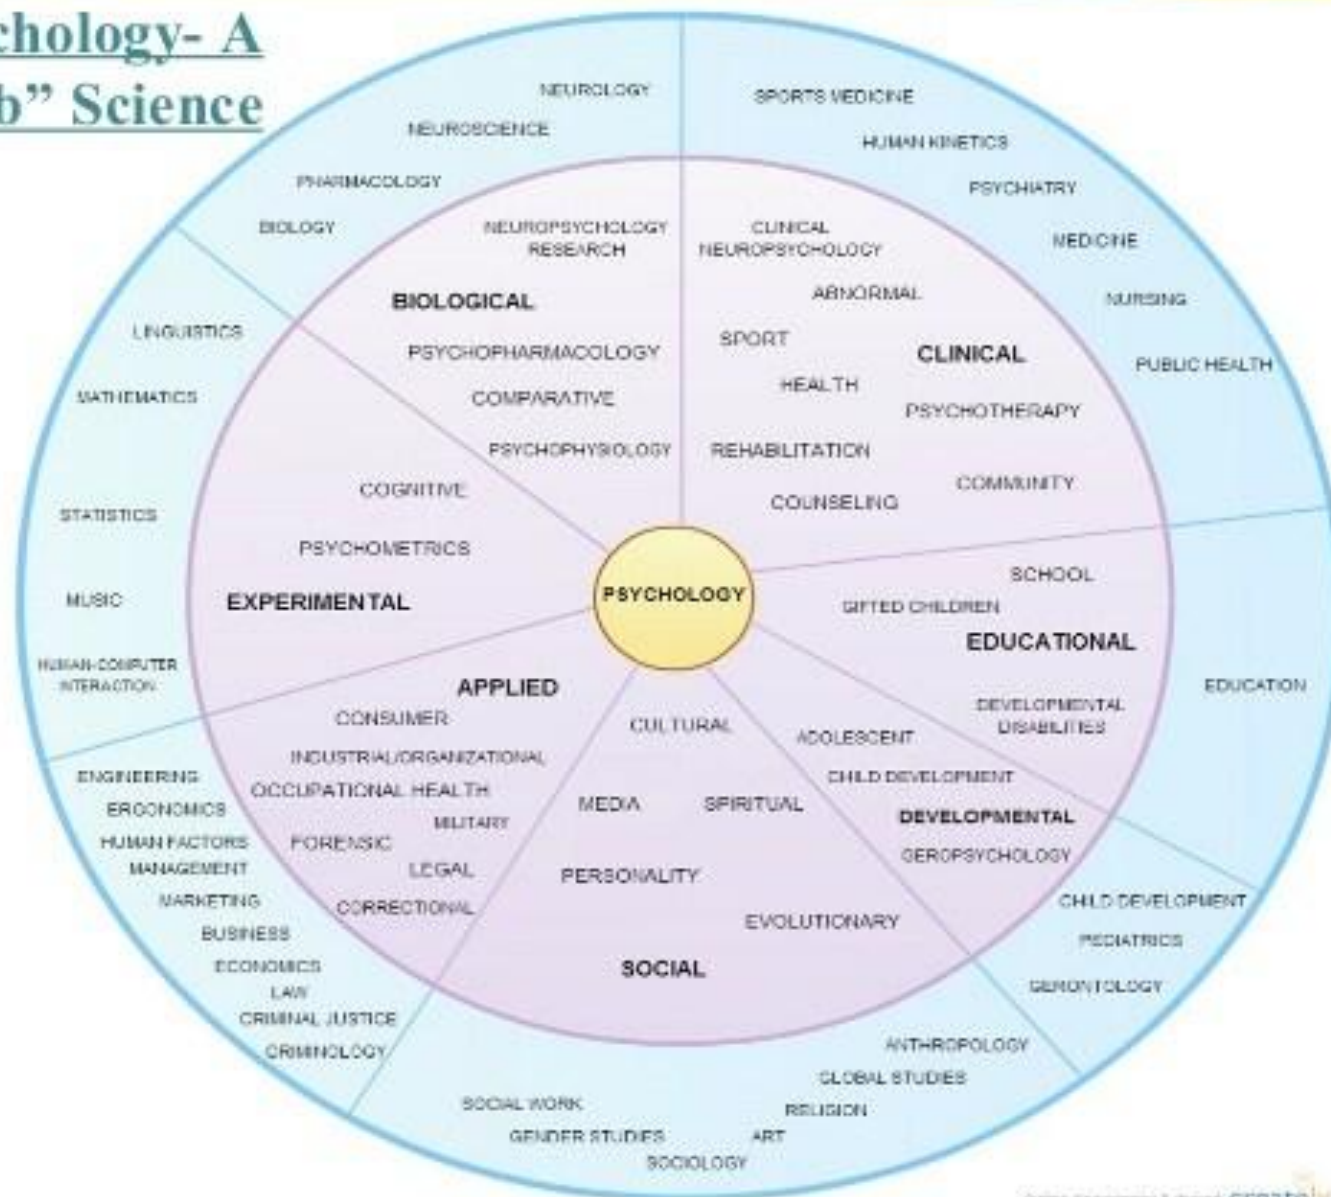 chology- A
b” Science
NEUROLOGY
NEUROSCIENCE
PHARMACOLOGY
BIOLOGY
SPORTS MEDICINE
HUMAN KINETICS
PSYCHIATRY
MEDICINE
NURSING
PUBLIC HEALTH
NEUROPSYCHOLOGY
RESEARCH
BIOLOGICAL
PSYCHOPHARMACOLOGY
COMPARATIVE
PSYCHOPHYSIOLOGY
CLINICAL
NEUROPSYCHOLOGY
ABNORMAL
SPORT
CLINICAL
HEALTH
PSYCHOTHERAPY
REHABILITATION
COMMUNITY
COUNSELING
LINGUISTICS
MATHEMATICS
STATISTICS
MUSIC
HUMAN-COMPUTER
INTERACTION
COGNITIVE
PSYCHOMETRICS
EXPERIMENTAL
PSYCHOLOGY
SCHOOL
GIFTED CHILDREN
EDUCATIONAL
DEVELOPMENTAL
DISABILITIES
EDUCATION
APPLIED
CONSUMER
INDUSTRIAL/ORGANIZATIONAL
OCCUPATIONAL HEALTH
MILITARY
FORENSIC
LEGAL
CORRECTIONAL
ENGINEERING
ERGONOMICS
HUMAN FACTORS
MANAGEMENT
MARKETING
BUSINESS
ECONOMICS
LAW
CRIMINAL JUSTICE
CRIMINOLOGY
CULTURAL
MEDIA
SPIRITUAL
PERSONALITY
EVOLUTIONARY
SOCIAL
ADOLESCENT
CHILD DEVELOPMENT
DEVELOPMENTAL
GEROPSYCHOLOGY
CHILD DEVELOPMENT
PEDIATRICS
GERONTOLOGY
ANTHROPOLOGY
GLOBAL STUDIES
RELIGION
ART
SOCIAL WORK
GENDER STUDIES
SOCIOLOGY